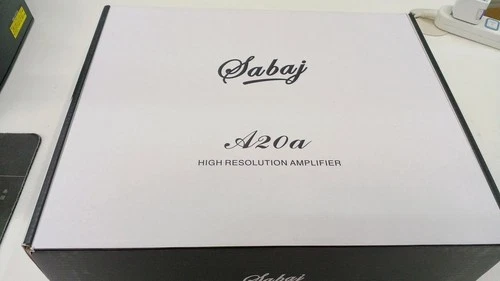 Sabaj
A20a
HIGH RESOLUTION AMPLIFIER
Sabaj